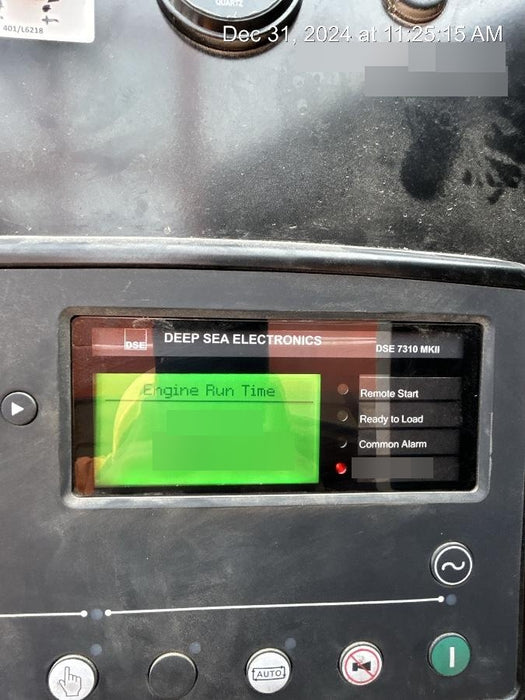 QUARTZ
401/L6218
Dec 31, 2024 at 11:25:15 AM
DSE
DEEP SEA ELECTRONICS
DSE 7310 MKII
Engine Run Time
Remote Start
Ready to Load
Common Alarm
AUTO
I